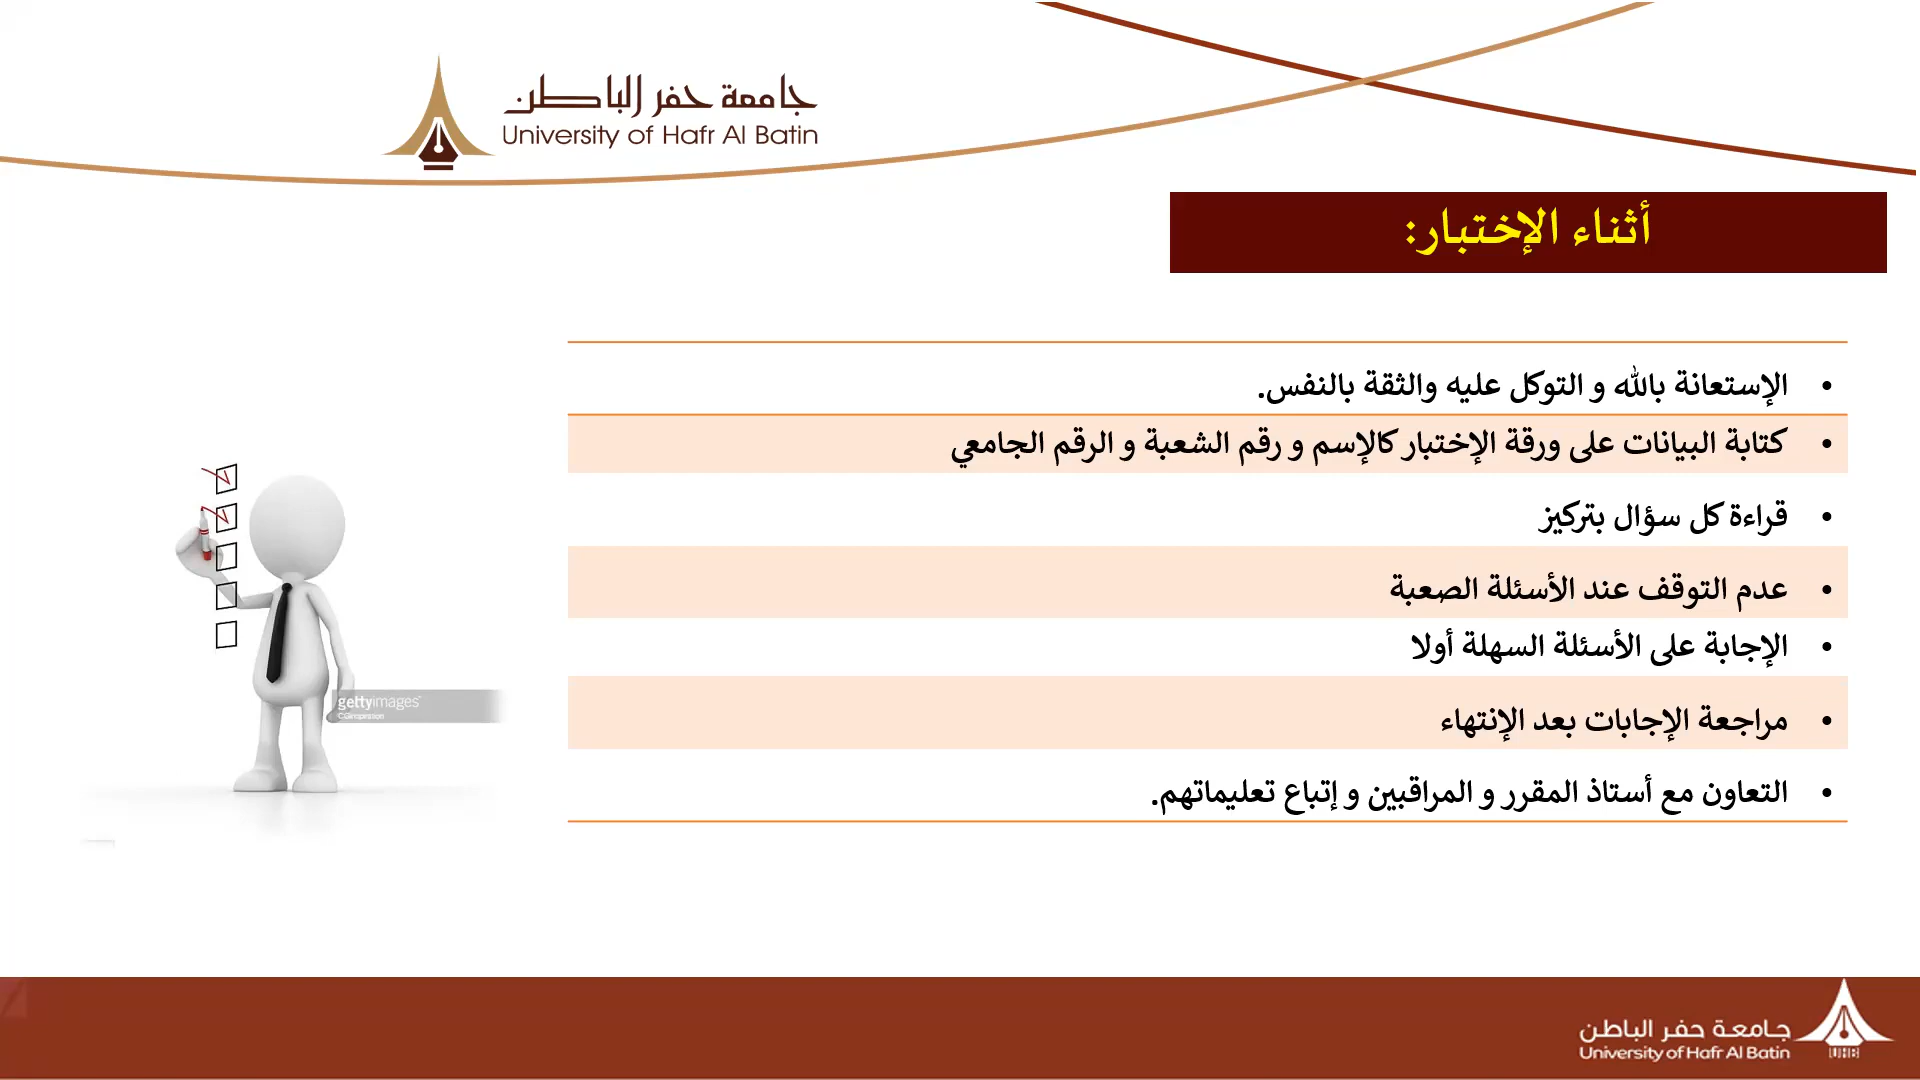 جامعة حفر الباطن
University of Hafr Al Batin
أثناء الإختبار:
• الإستعانة بالله و التوكل عليه والثقة بالنفس.
• كتابة البيانات على ورقة الإختبار كالإسم و رقم الشعبة و الرقم الجامعي
• قراءة كل سؤال بتركيز
• عدم التوقف عند الأسئلة الصعبة
• الإجابة على الأسئلة السهلة أولا
• مراجعة الإجابات بعد الإنتهاء
• التعاون مع أستاذ المقرر و المراقبين و إتباع تعليماتهم.
gettyimages
جامعة حفر الباطن
University of Hafr Al Batin